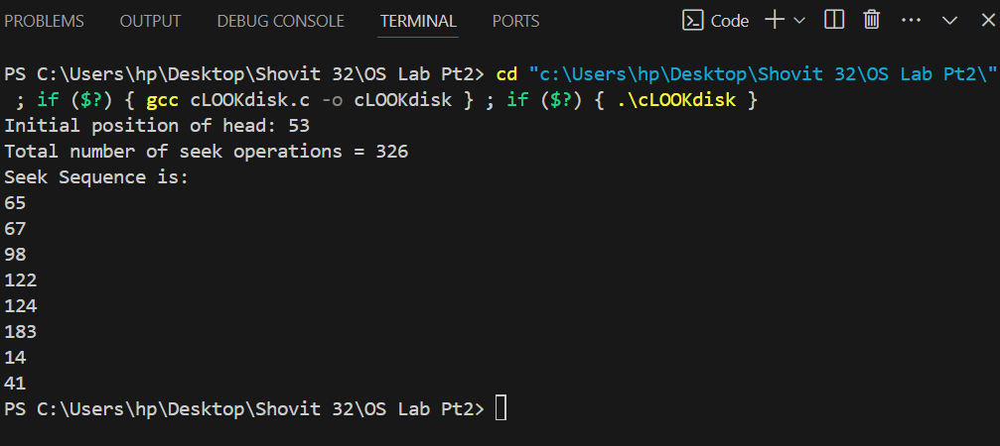 PROBLEMS OUTPUT DEBUG CONSOLE TERMINAL PORTS Code
PS C:\Users\hp\Desktop\Shovit 32\OS Lab Pt2> cd "c:\Users\hp\Desktop\Shovit 32\OS Lab Pt2\"
; if ($?) { gcc cLOOKdisk.c -o cLOOKdisk } ; if ($?) { .\cLOOKdisk }
Initial position of head: 53
Total number of seek operations = 326
Seek Sequence is:
65
67
98
122
124
183
14
41
PS C:\Users\hp\Desktop\Shovit 32\OS Lab Pt2>